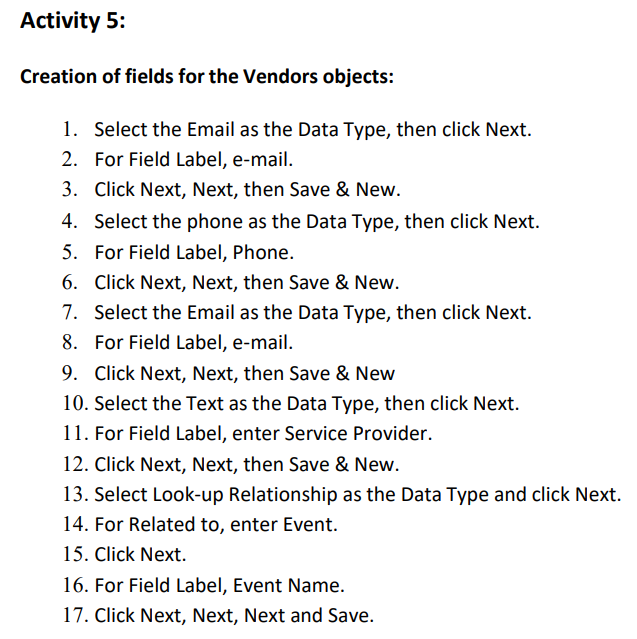 Activity 5:
Creation of fields for the Vendors objects:
1. Select the Email as the Data Type, then click Next.
2. For Field Label, e-mail.
3. Click Next, Next, then Save & New.
4. Select the phone as the Data Type, then click Next.
5. For Field Label, Phone.
6. Click Next, Next, then Save & New.
7. Select the Email as the Data Type, then click Next.
8. For Field Label, e-mail.
9. Click Next, Next, then Save & New
10. Select the Text as the Data Type, then click Next.
11. For Field Label, enter Service Provider.
12. Click Next, Next, then Save & New.
13. Select Look-up Relationship as the Data Type and click Next.
14. For Related to, enter Event.
15. Click Next.
16. For Field Label, Event Name.
17. Click Next, Next, Next and Save.